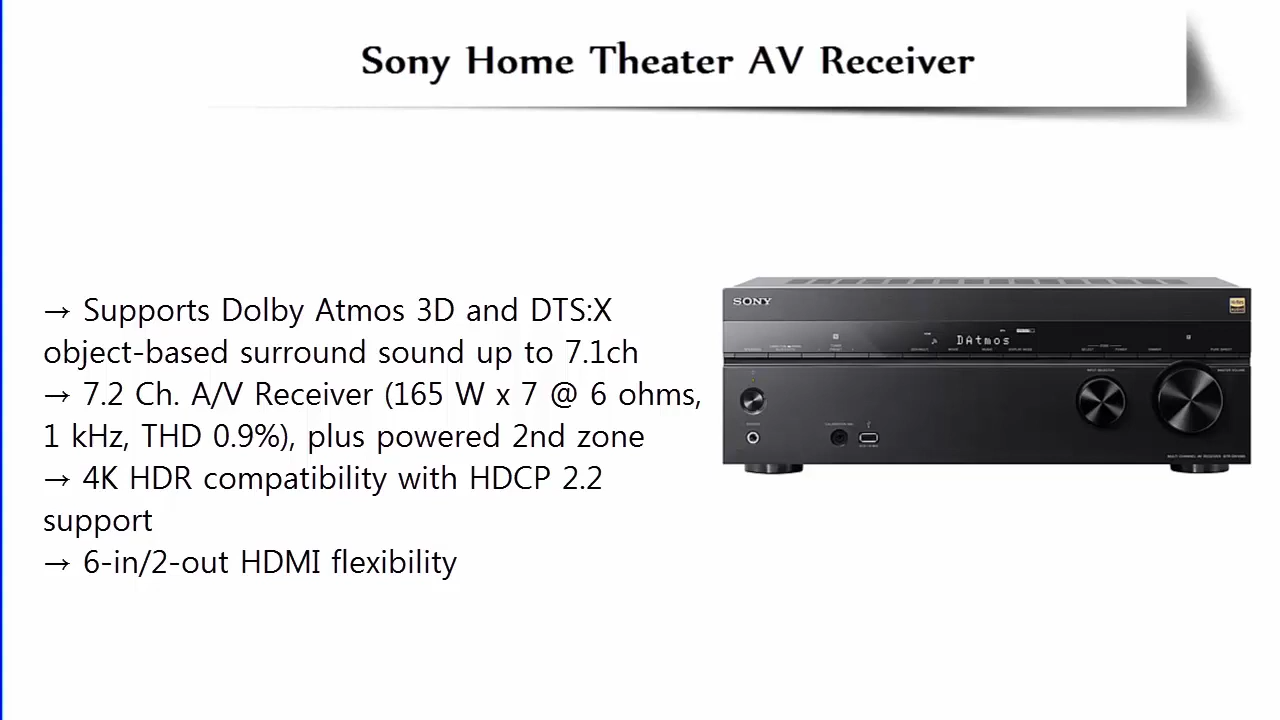 Sony Home Theater AV Receiver
→ Supports Dolby Atmos 3D and DTS:X
object-based surround sound up to 7.1ch
→ 7.2 Ch. A/V Receiver (165 W x 7 @ 6 ohms,
1 kHz, THD 0.9%), plus powered 2nd zone
→ 4K HDR compatibility with HDCP 2.2
support
→ 6-in/2-out HDMI flexibility
SONY
DAtmos